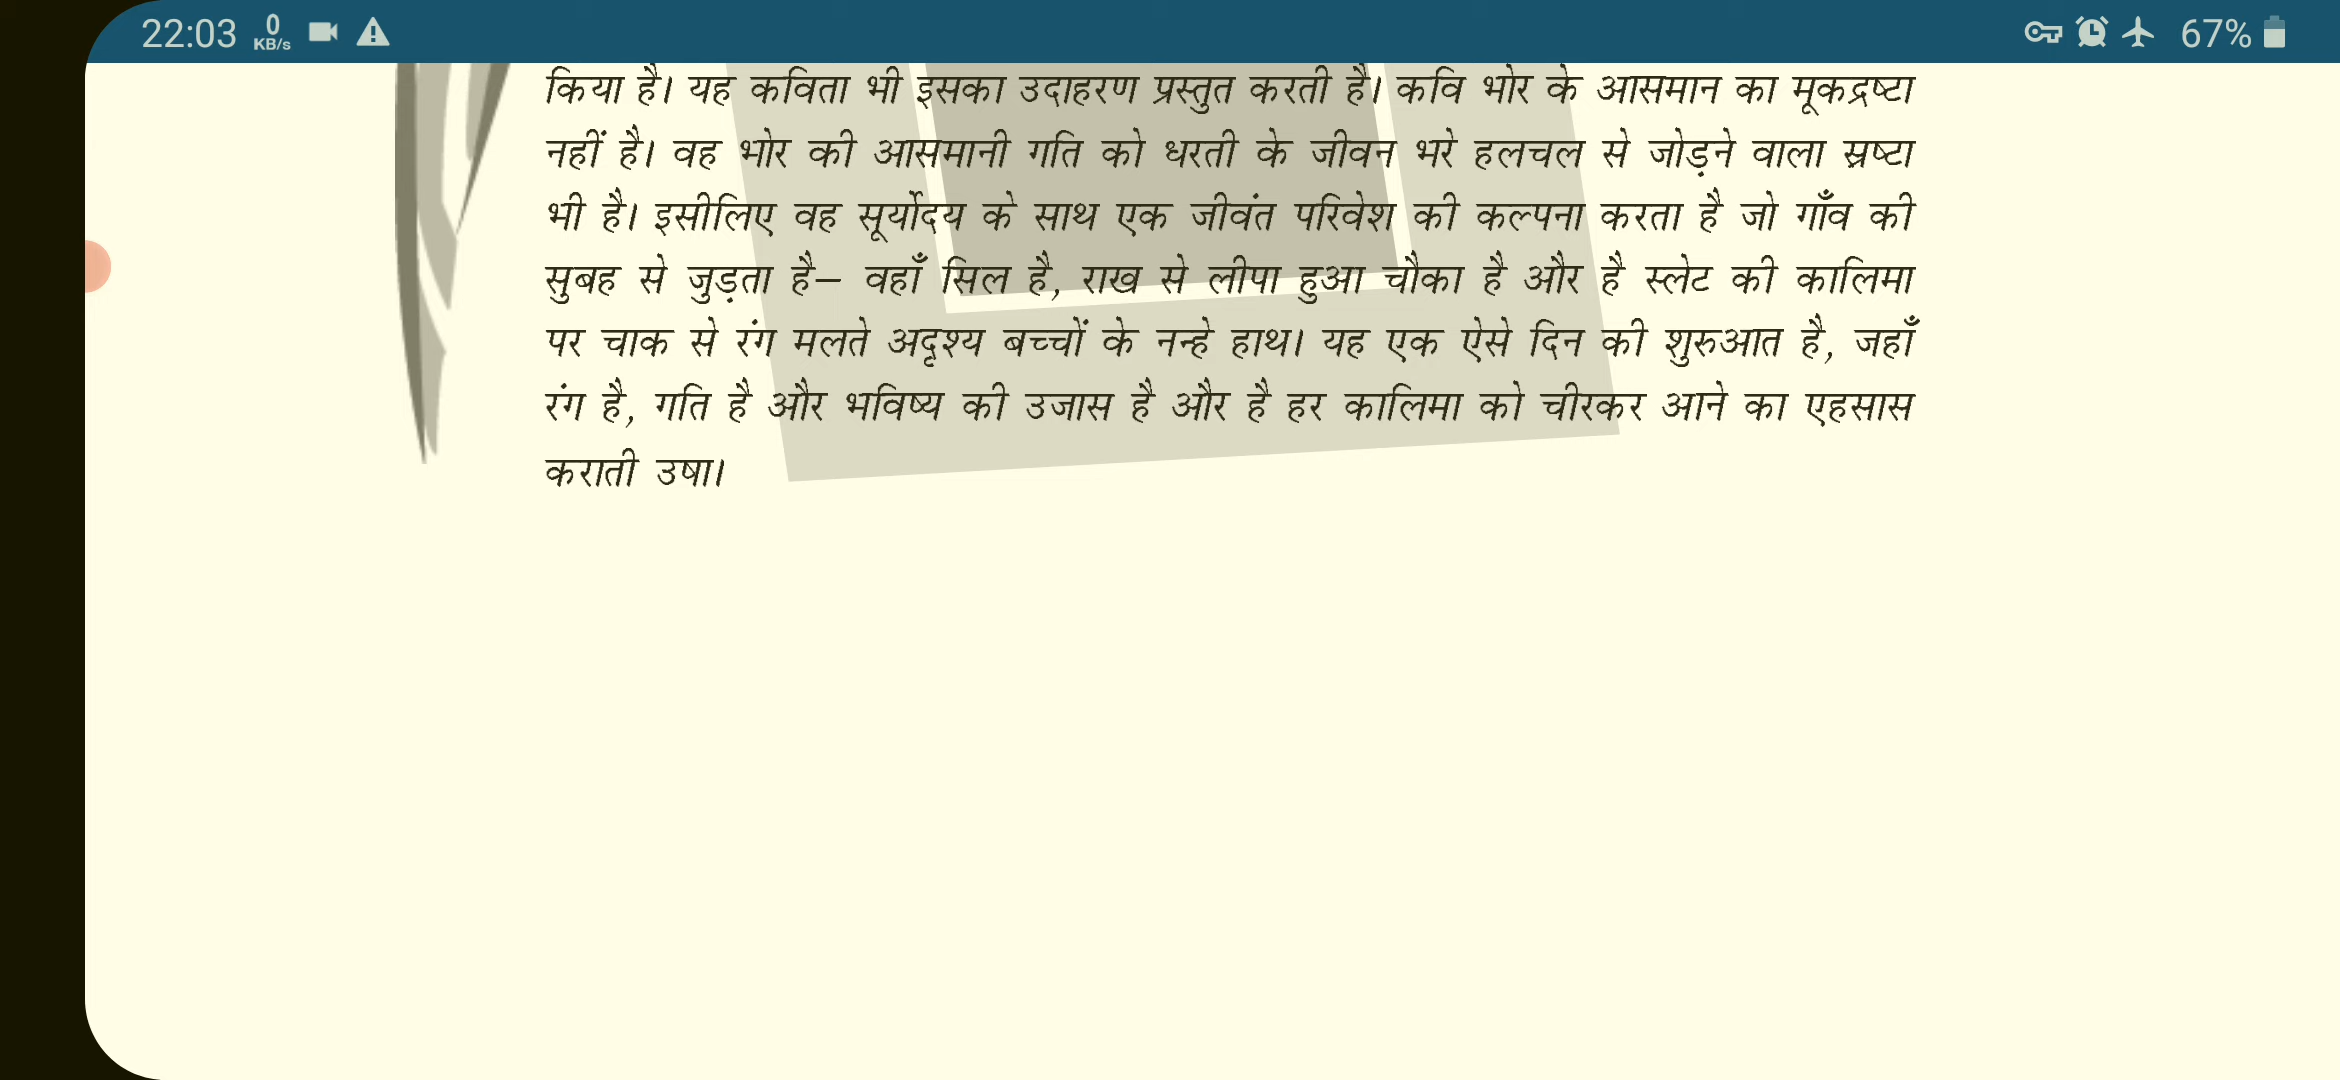 22:03 0 KB/s 67%
किया है। यह कविता भी इसका उदाहरण प्रस्तुत करती है। कवि भोर के आसमान का मूकद्रष्टा
नहीं है। वह भोर की आसमानी गति को धरती के जीवन भरे हलचल से जोड़ने वाला स्रष्टा
भी है। इसीलिए वह सूर्योदय के साथ एक जीवंत परिवेश की कल्पना करता है जो गाँव की
सुबह से जुड़ता है– वहाँ सिल है, राख से लीपा हुआ चौका है और है स्लेट की कालिमा
पर चाक से रंग मलते अदृश्य बच्चों के नन्हे हाथ। यह एक ऐसे दिन की शुरुआत है, जहाँ
रंग है, गति है और भविष्य की उजास है और है हर कालिमा को चीरकर आने का एहसास
कराती उषा।